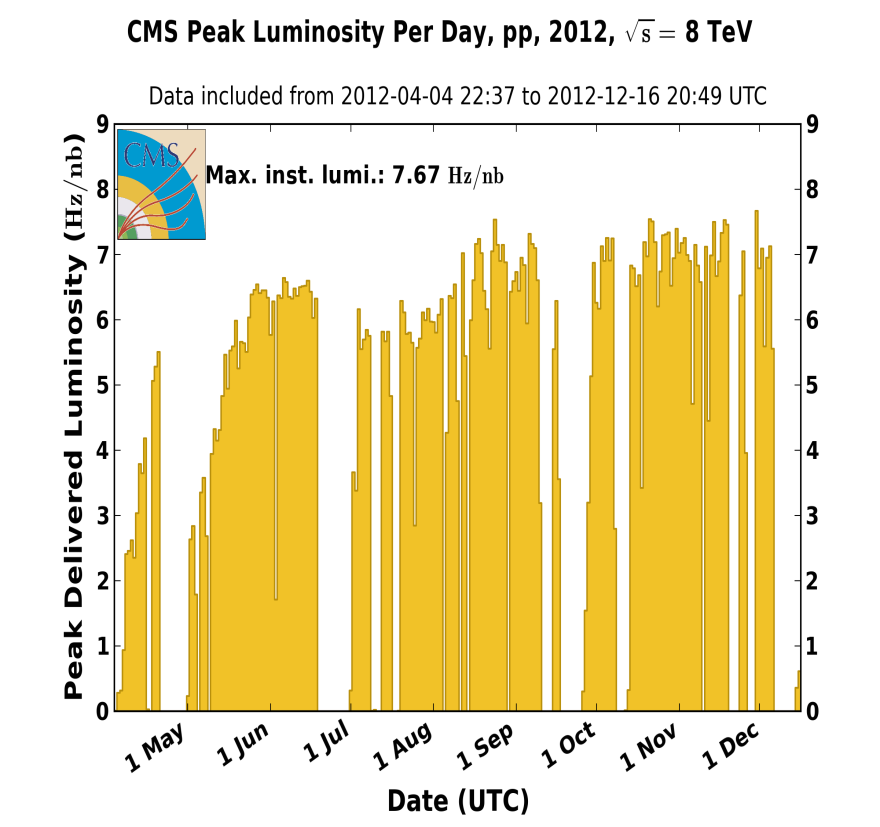 CMS Peak Luminosity Per Day, pp, 2012, √s = 8 TeV
Data included from 2012-04-04 22:37 to 2012-12-16 20:49 UTC
CMS
Max. inst. lumi.: 7.67 Hz/nb
Peak Delivered Luminosity (Hz/nb)
9 9
8 8
7 7
6 6
5 5
4 4
3 3
2 2
1 1
0 0
1 May 1 Jun 1 Jul 1 Aug 1 Sep 1 Oct 1 Nov 1 Dec
Date (UTC)